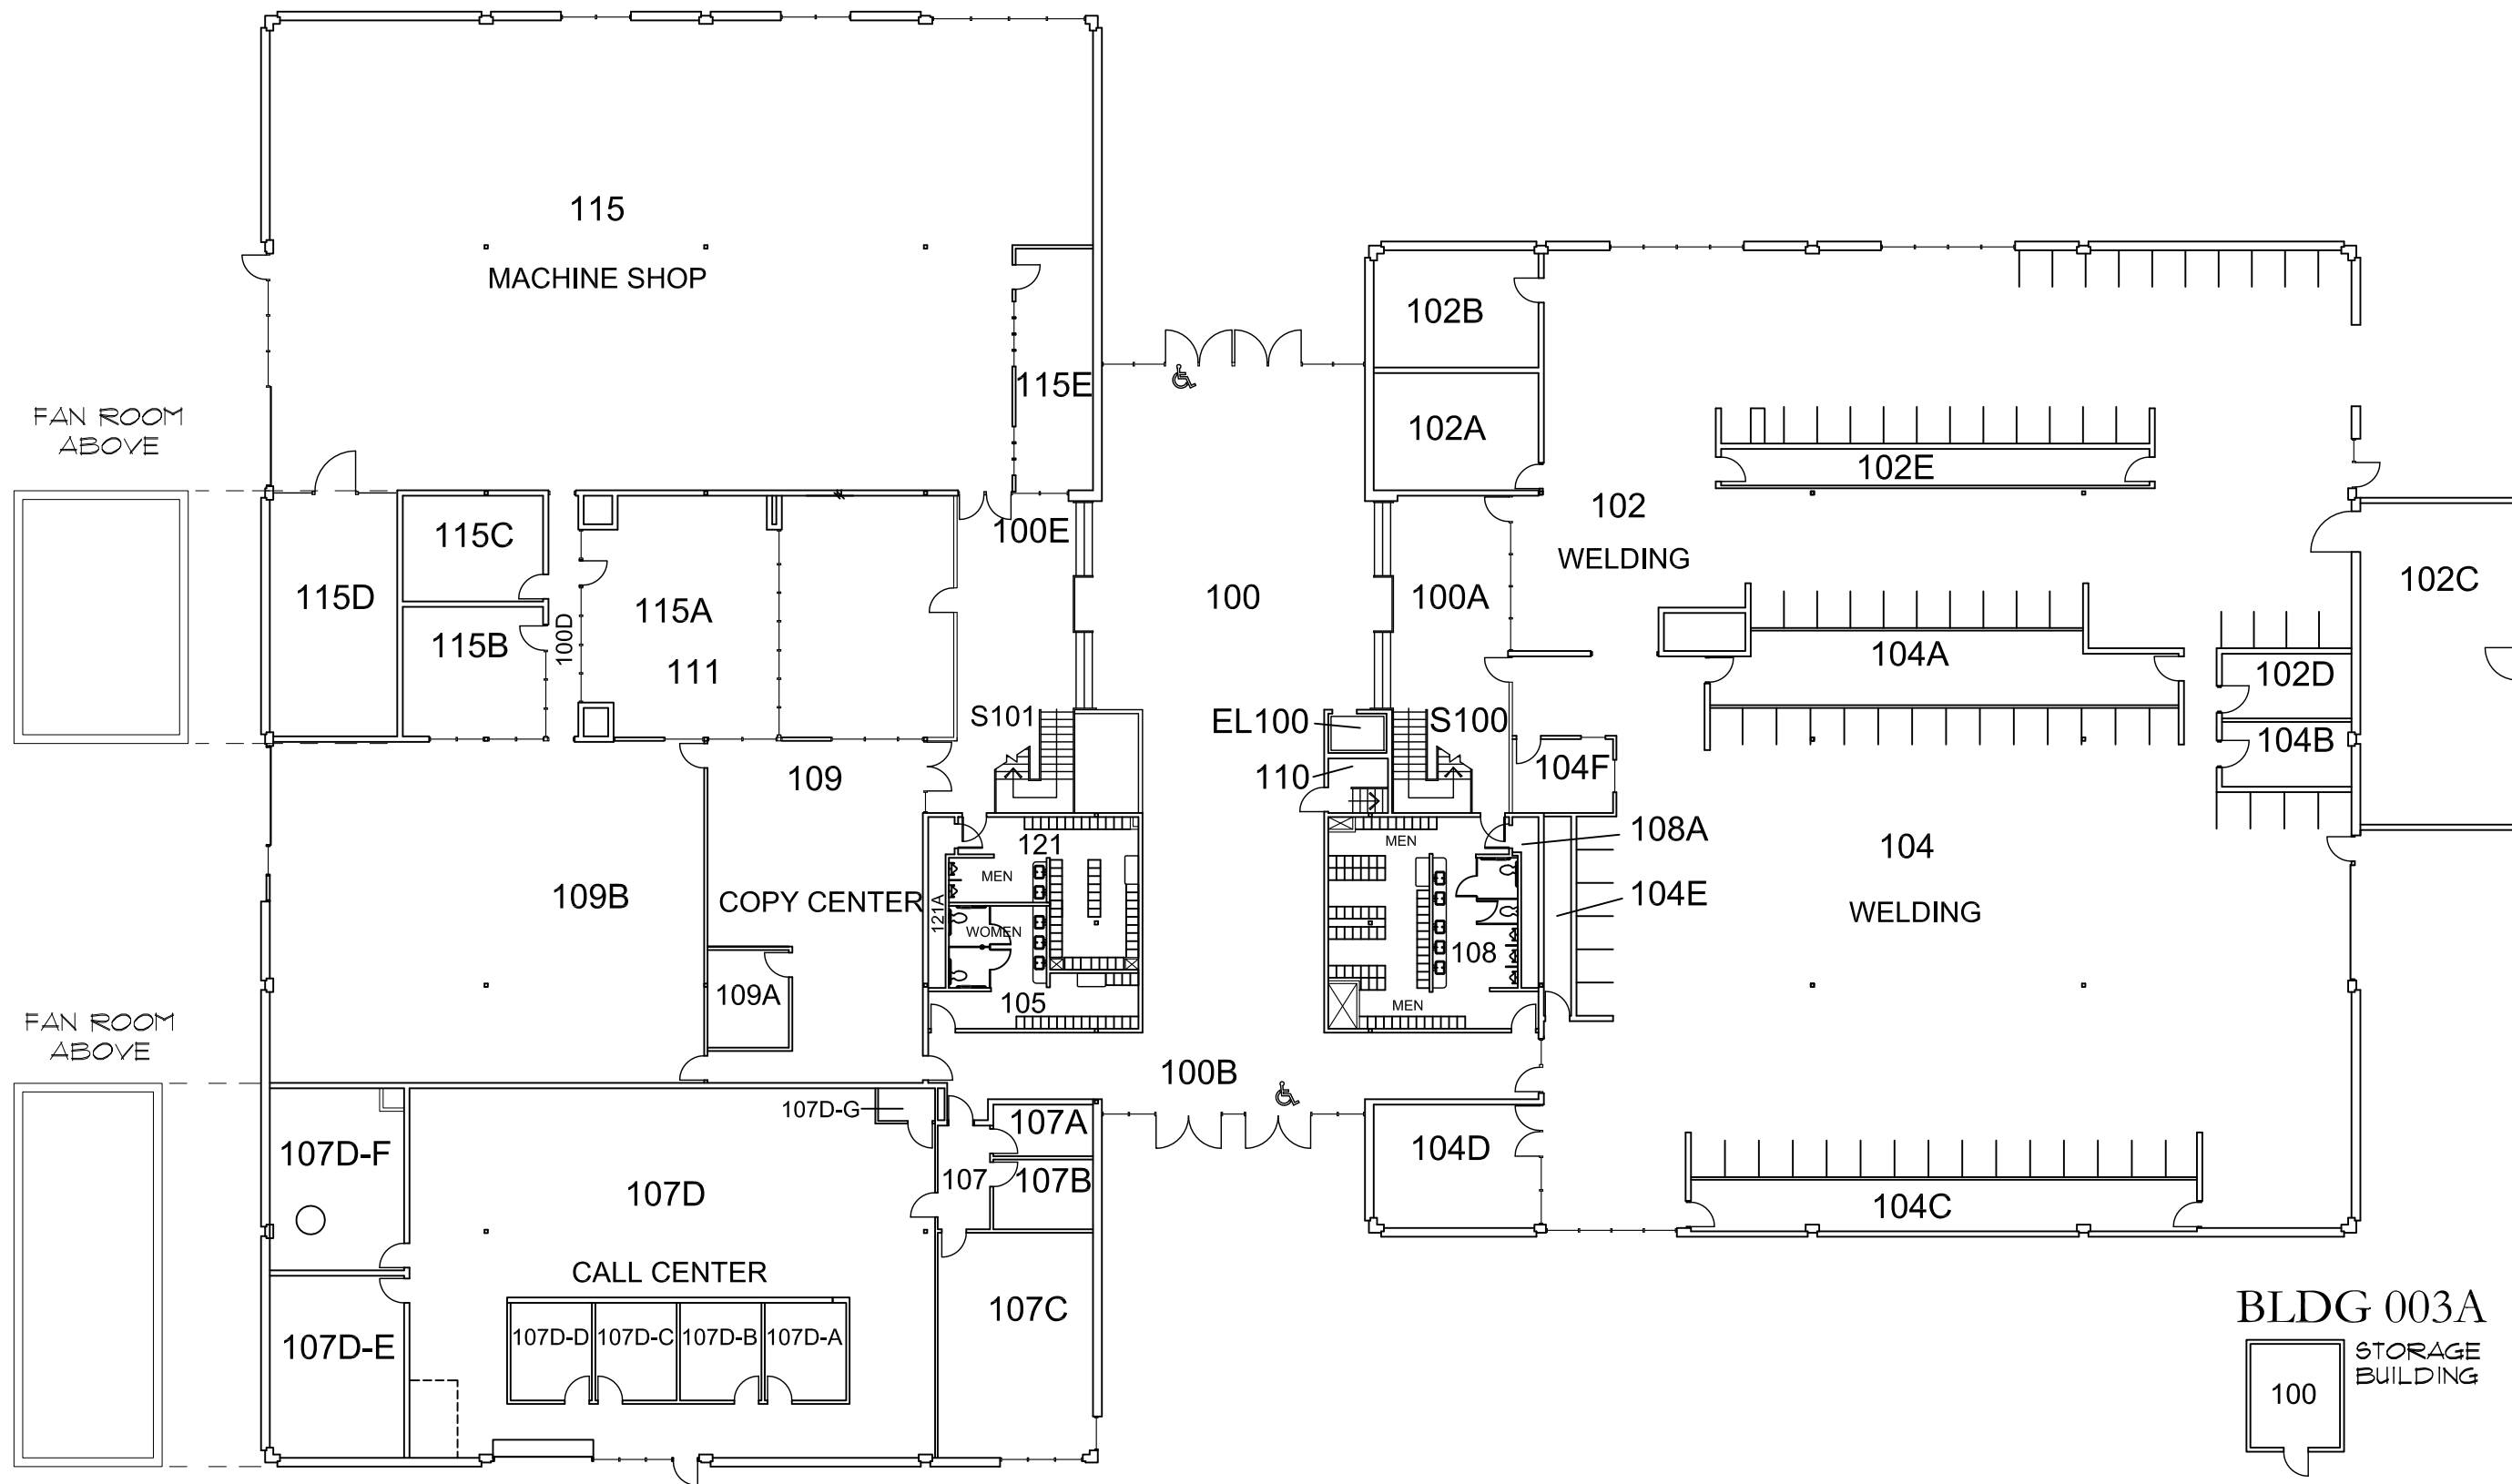 115
MACHINE SHOP
102B
115E
102A
FAN ROOM
ABOVE
102E
102
100E
115C
WELDING
102C
115D
115A
100
100A
100D
115B
111
104A
102D
S101
EL100
S100
104B
109
110
104F
108A
121
MEN
MEN
104
109B
COPY CENTER
121A
MEN
104E
WELDING
WOMEN
108
109A
105
MEN
FAN ROOM
ABOVE
100B
107D-G
107A
107D-F
104D
107
107B
107D
104C
CALL CENTER
107C
107D-E
107D-D
107D-C
107D-B
107D-A
BLDG 003A
STORAGE
BUILDING
100